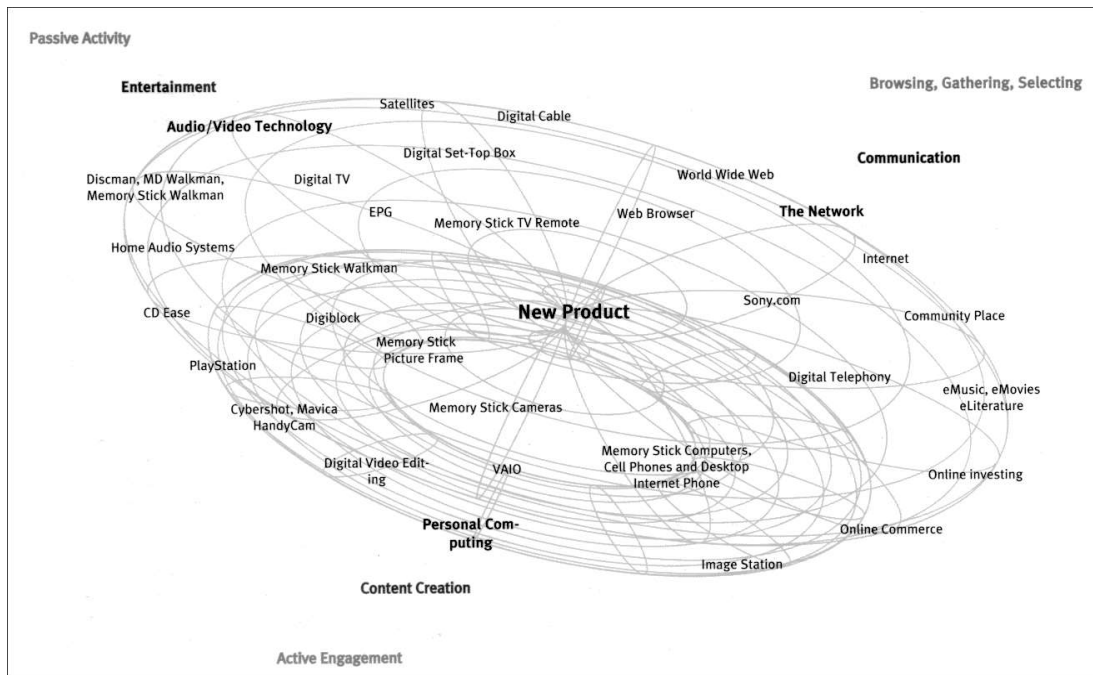 Passive Activity
Entertainment
Browsing, Gathering, Selecting
Satellites
Digital Cable
Audio/Video Technology
Digital Set-Top Box
Communication
Discman, MD Walkman,
Memory Stick Walkman
Digital TV
World Wide Web
EPG
Memory Stick TV Remote
Web Browser
The Network
Home Audio Systems
Internet
Memory Stick Walkman
Sony.com
CD Ease
Digiblock
New Product
Community Place
Memory Stick
Picture Frame
PlayStation
Digital Telephony
eMusic, eMovies
eLiterature
Cybershot, Mavica
HandyCam
Memory Stick Cameras
Digital Video Edit-
ing
VAIO
Memory Stick Computers,
Cell Phones and Desktop
Internet Phone
Online investing
Personal Com-
puting
Online Commerce
Image Station
Content Creation
Active Engagement